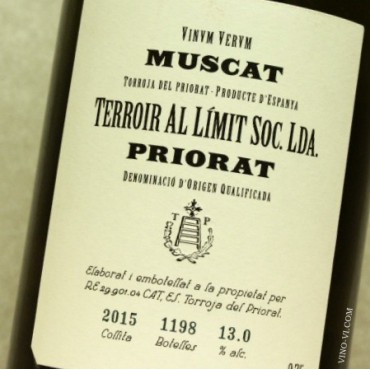 VINVM VERVM
MUSCAT
TORROJA DEL PRIORAT - PRODUCTE D'ESPANYA
TERROIR AL LÍMIT SOC. LDA.
PRIORAT
DENOMINACIÓ D'ORIGEN QUALIFICADA
T P
Elaborat i embotellat a la propietat per
R.E 29.901.04 CAT, ES. Torroja del Priorat.
2015 1198 13.0
Collita Botelles % alc.
VINO-VI.COM